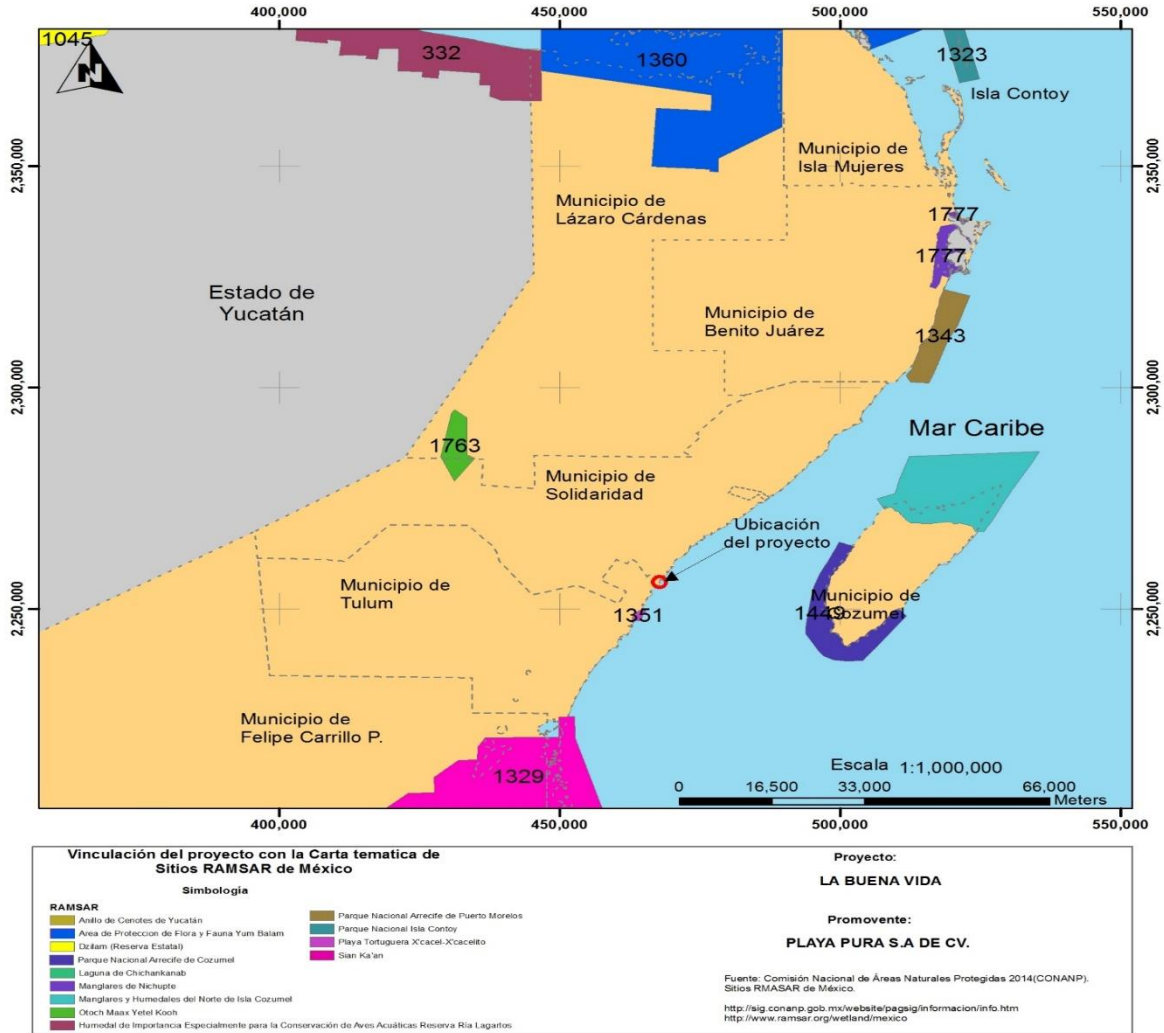 400,000
450,000
500,000
550,000
1045
332
1360
1323
N
Isla Contoy
2,350,000
2,350,000
Municipio de
Isla Mujeres
Municipio de
Lázaro Cárdenas
1777
1777
Estado de
Yucatán
Municipio de
Benito Juárez
1343
2,300,000
2,300,000
Mar Caribe
1763
Municipio de
Solidaridad
Ubicación
del proyecto
Municipio de
Tulum
Municipio de
Cozumel
1449
1351
2,250,000
2,250,000
Municipio de
Felipe Carrillo P.
1329
Escala 1:1,000,000
0 16,500 33,000 66,000
Meters
400,000
450,000
500,000
550,000
Vinculación del proyecto con la Carta tematica de
Sitios RAMSAR de México
Simbología
RAMSAR
Anillo de Cenotes de Yucatán
Area de Proteccion de Flora y Fauna Yum Balam
Dzilam (Reserva Estatal)
Parque Nacional Arrecife de Cozumel
Laguna de Chichankanab
Manglares de Nichupte
Manglares y Humedales del Norte de Isla Cozumel
Otoch Maax Yetel Kooh
Humedal de Importancia Especialmente para la Conservación de Aves Acuáticas Reserva Ría Lagartos
Parque Nacional Arrecife de Puerto Morelos
Parque Nacional Isla Contoy
Playa Tortuguera X'cacel-X'cacelito
Sian Ka'an
Proyecto:
LA BUENA VIDA
Promovente:
PLAYA PURA S.A DE CV.
Fuente: Comisión Nacional de Áreas Naturales Protegidas 2014(CONANP).
Sitios RMASAR de México.
http://sig.conanp.gob.mx/website/pagsig/informacion/info.htm
http://www.ramsar.org/wetland/mexico